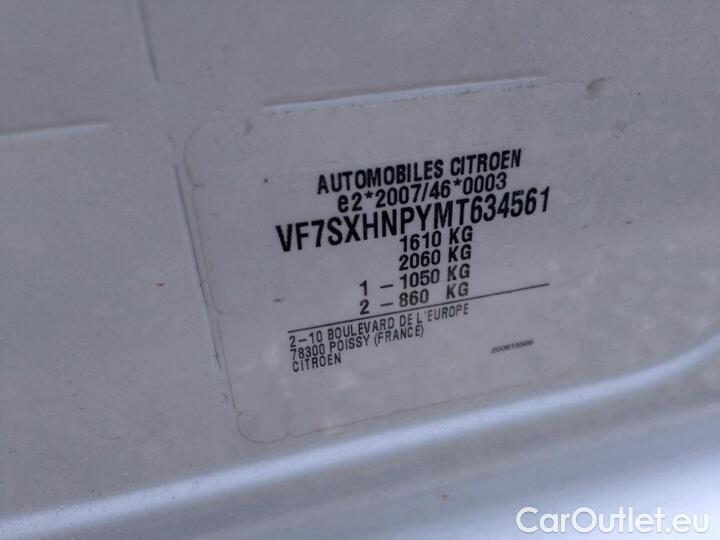 AUTOMOBILES CITROEN
e2*2007/46*0003
VF7SXHNPYMT634561
1610 KG
2060 KG
1 - 1050 KG
2 - 860 KG
2-10 BOULEVARD DE L'EUROPE
78300 POISSY (FRANCE)
CITROEN
CarOutlet.eu